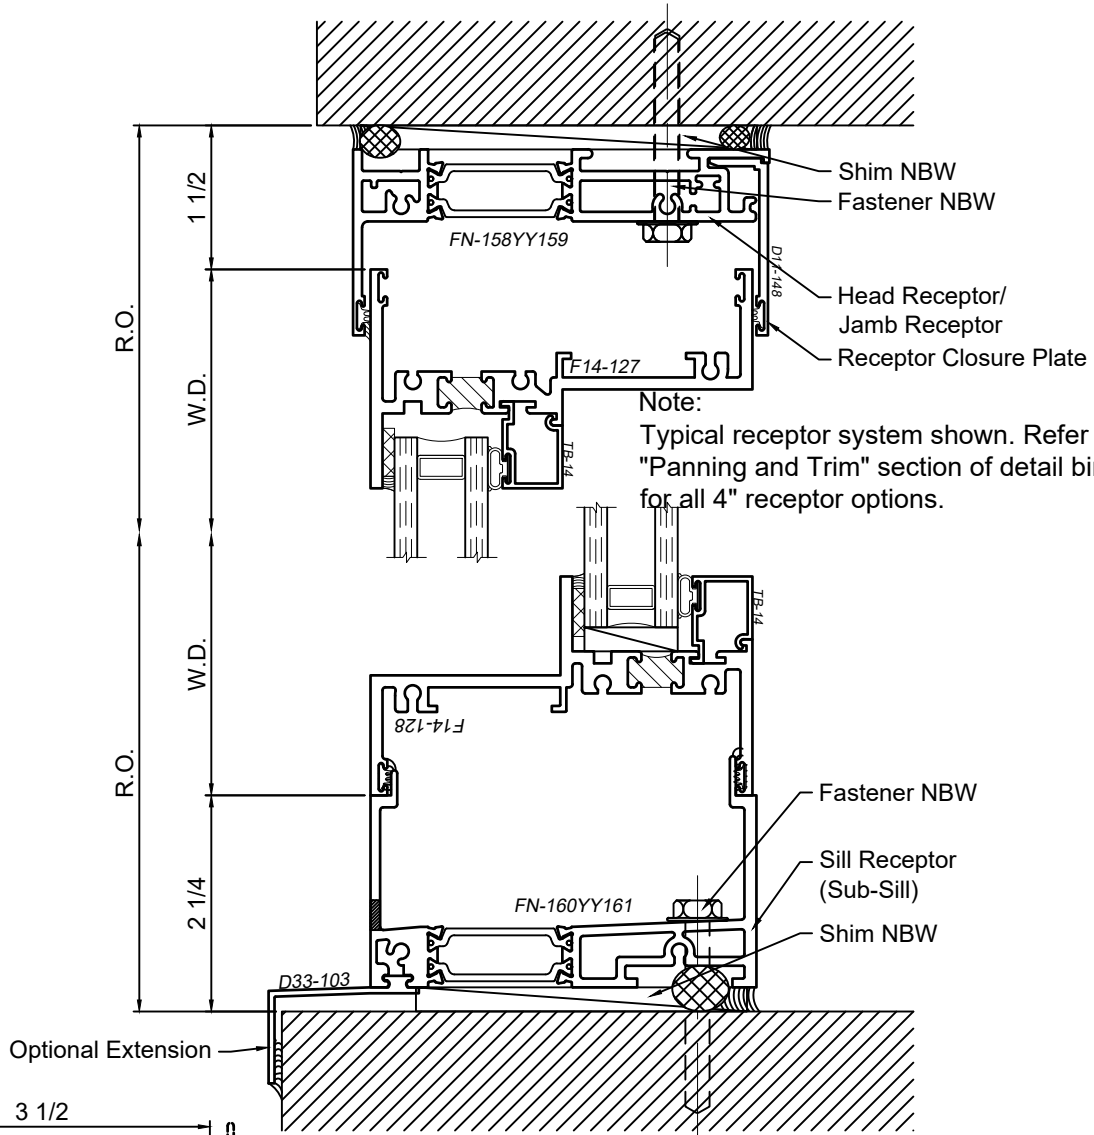 Shim NBW
Fastener NBW
1 1/2
FN-158YY159
D11-148
Head Receptor/
Jamb Receptor
R.O.
Receptor Closure Plate
F14-127
W.D.
Note:
Typical receptor system shown. Refer
"Panning and Trim" section of detail
for all 4" receptor options.
TB-14
TB-14
W.D.
F14-128
R.O.
Fastener NBW
Sill Receptor
(Sub-Sill)
2 1/4
FN-160YY161
Shim NBW
D33-103
Optional Extension
3 1/2